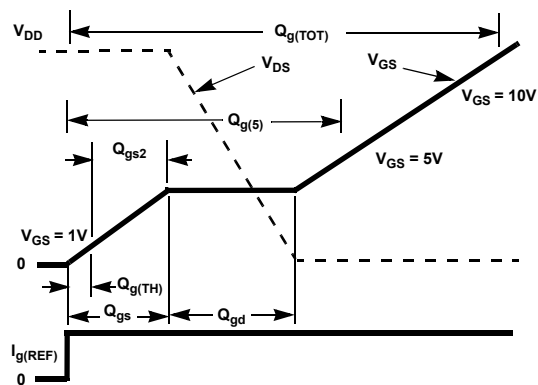 V_DD
Q_g(TOT)
V_DS
V_GS
V_GS = 10V
Q_g(5)
Q_gs2
V_GS = 5V
V_GS = 1V
0
Q_g(TH)
Q_gs
Q_gd
I_g(REF)
0